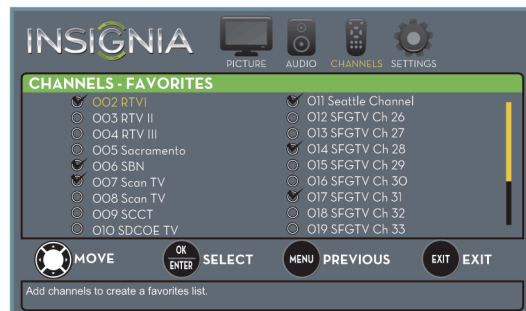 INSIGNIA
PICTURE AUDIO CHANNELS SETTINGS
CHANNELS - FAVORITES
002 RTVI
003 RTV II
004 RTV III
005 Sacramento
006 SBN
007 Scan TV
008 Scan TV
009 SCCT
010 SDCOE TV
011 Seattle Channel
012 SFGTV Ch 26
013 SFGTV Ch 27
014 SFGTV Ch 28
015 SFGTV Ch 29
016 SFGTV Ch 30
017 SFGTV Ch 31
018 SFGTV Ch 32
019 SFGTV Ch 33
MOVE OK ENTER SELECT MENU PREVIOUS EXIT EXIT
Add channels to create a favorites list.